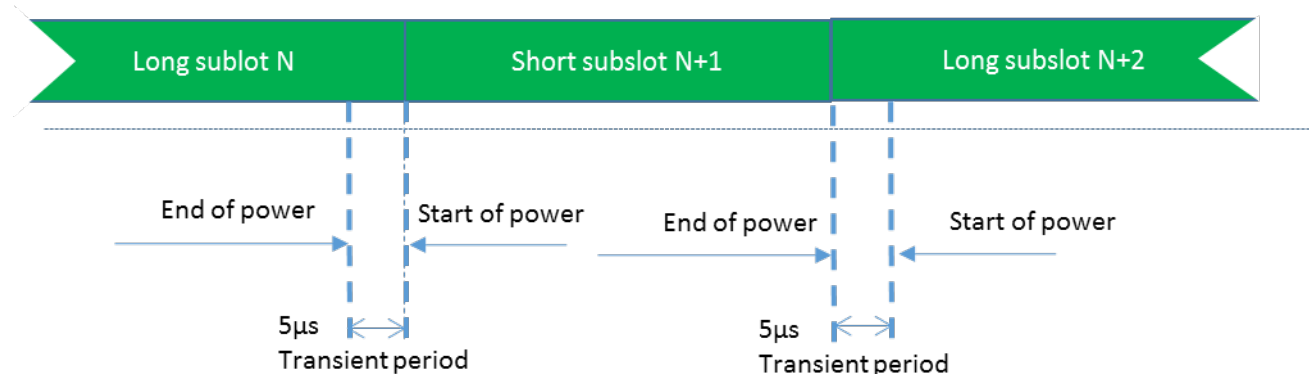 Long sublot N
Short subslot N+1
Long subslot N+2
End of power
Start of power
End of power
Start of power
5μs
Transient period
5μs
Transient period